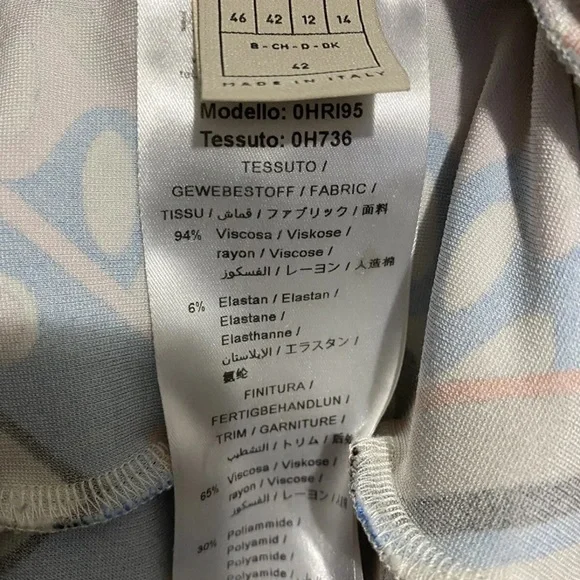 46 42 12 14
B - CH - D - DK
42
MADE IN ITALY
Modello: 0HRI95
Tessuto: 0H736
TESSUTO /
GEWEBESTOFF / FABRIC /
TISSU / قماش / ファブリック / 面料
94% Viscosa / Viskose /
rayon / Viscose /
الفسكوز / レーヨン / 人造棉
6% Elastan / Elastan /
Elastane /
Elasthanne /
الإيلاستان / エラスタン /
氨纶
FINITURA /
FERTIGBEHANDLUN /
TRIM / GARNITURE /
التشطيب / トリム /
65% Viscosa / Viskose /
rayon / Viscose /
الفسكوز / レーヨン /
30% Poliammide /
Polyamid /
Polyamide /